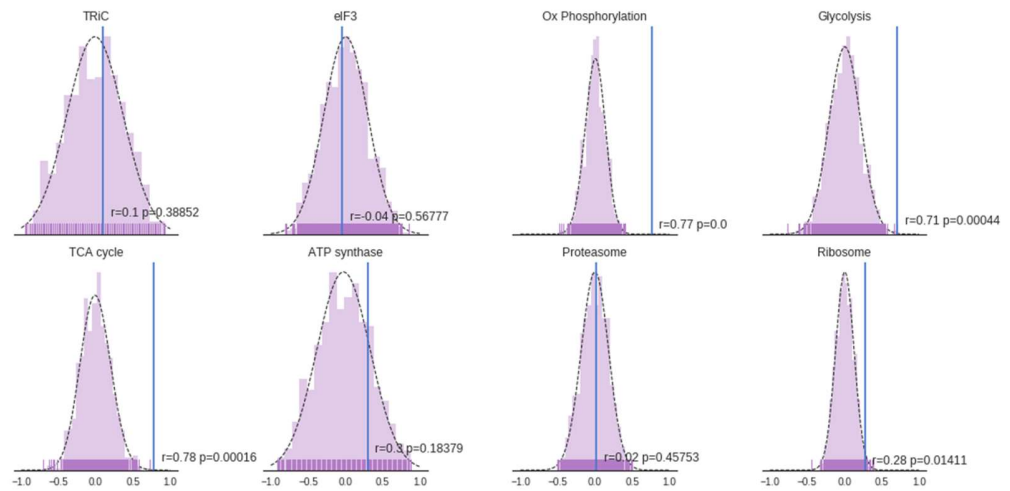 TRiC
eIF3
Ox Phosphorylation
Glycolysis
r=0.1 p=0.38852
r=-0.04 p=0.56777
r=0.77 p=0.0
r=0.71 p=0.00044
TCA cycle
ATP synthase
Proteasome
Ribosome
r=0.78 p=0.00016
r=0.3 p=0.18379
r=0.02 p=0.45753
r=0.28 p=0.01411
−1.0 −0.5 0.0 0.5 1.0
−1.0 −0.5 0.0 0.5 1.0
−1.0 −0.5 0.0 0.5 1.0
−1.0 −0.5 0.0 0.5 1.0